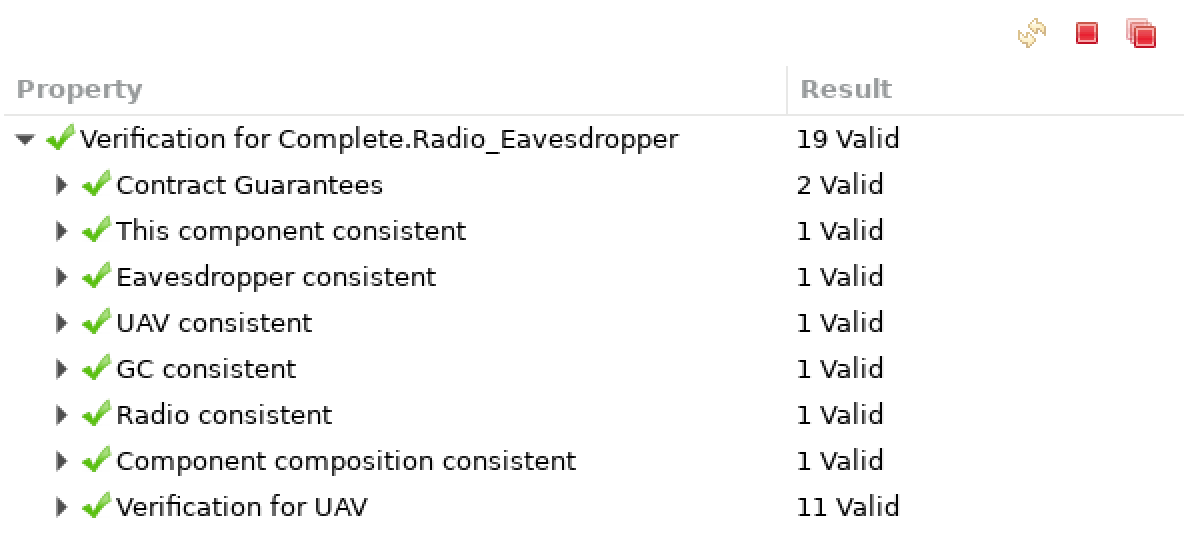 Property Result
Verification for Complete.Radio_Eavesdropper 19 Valid
Contract Guarantees 2 Valid
This component consistent 1 Valid
Eavesdropper consistent 1 Valid
UAV consistent 1 Valid
GC consistent 1 Valid
Radio consistent 1 Valid
Component composition consistent 1 Valid
Verification for UAV 11 Valid